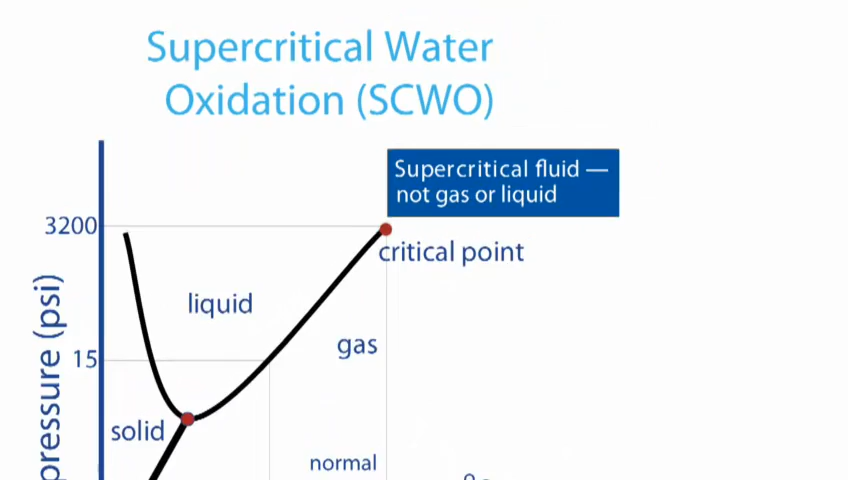 Supercritical Water
Oxidation (SCWO)
Supercritical fluid —
not gas or liquid
3200
critical point
liquid
gas
15
pressure (psi)
solid
normal